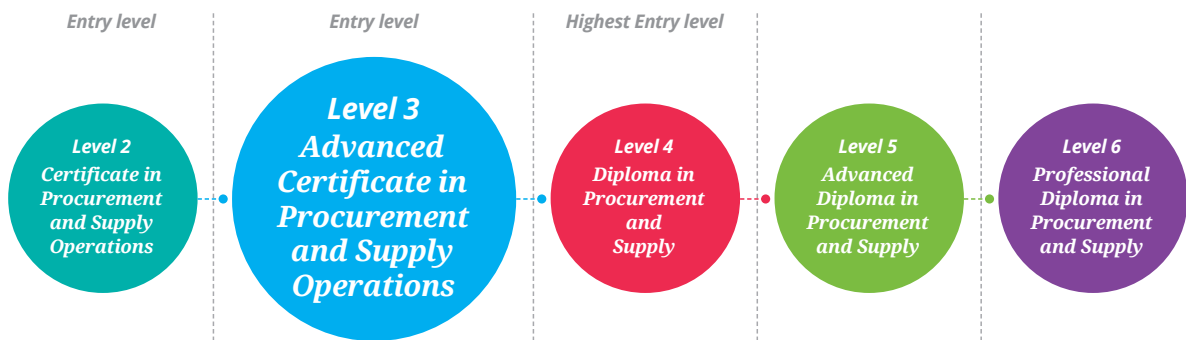 Entry level
Entry level
Highest Entry level
Level 2
Certificate in
Procurement
and Supply
Operations
Level 3
Advanced
Certificate in
Procurement
and Supply
Operations
Level 4
Diploma in
Procurement
and
Supply
Level 5
Advanced
Diploma in
Procurement
and Supply
Level 6
Professional
Diploma in
Procurement
and Supply